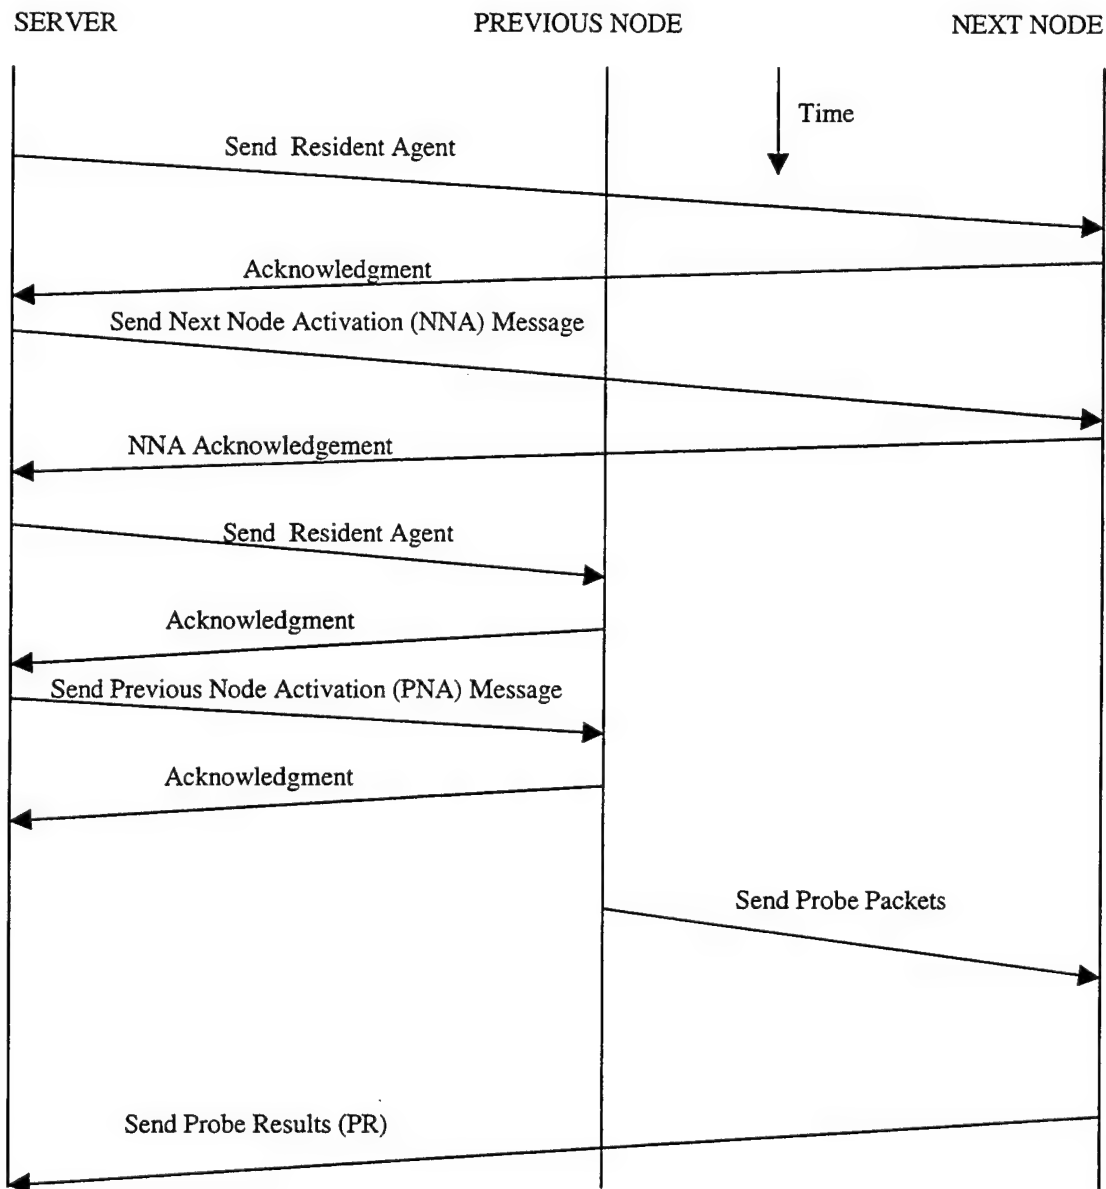 SERVER PREVIOUS NODE NEXT NODE
Time
Send Resident Agent
Acknowledgment
Send Next Node Activation (NNA) Message
NNA Acknowledgement
Send Resident Agent
Acknowledgment
Send Previous Node Activation (PNA) Message
Acknowledgment
Send Probe Packets
Send Probe Results (PR)